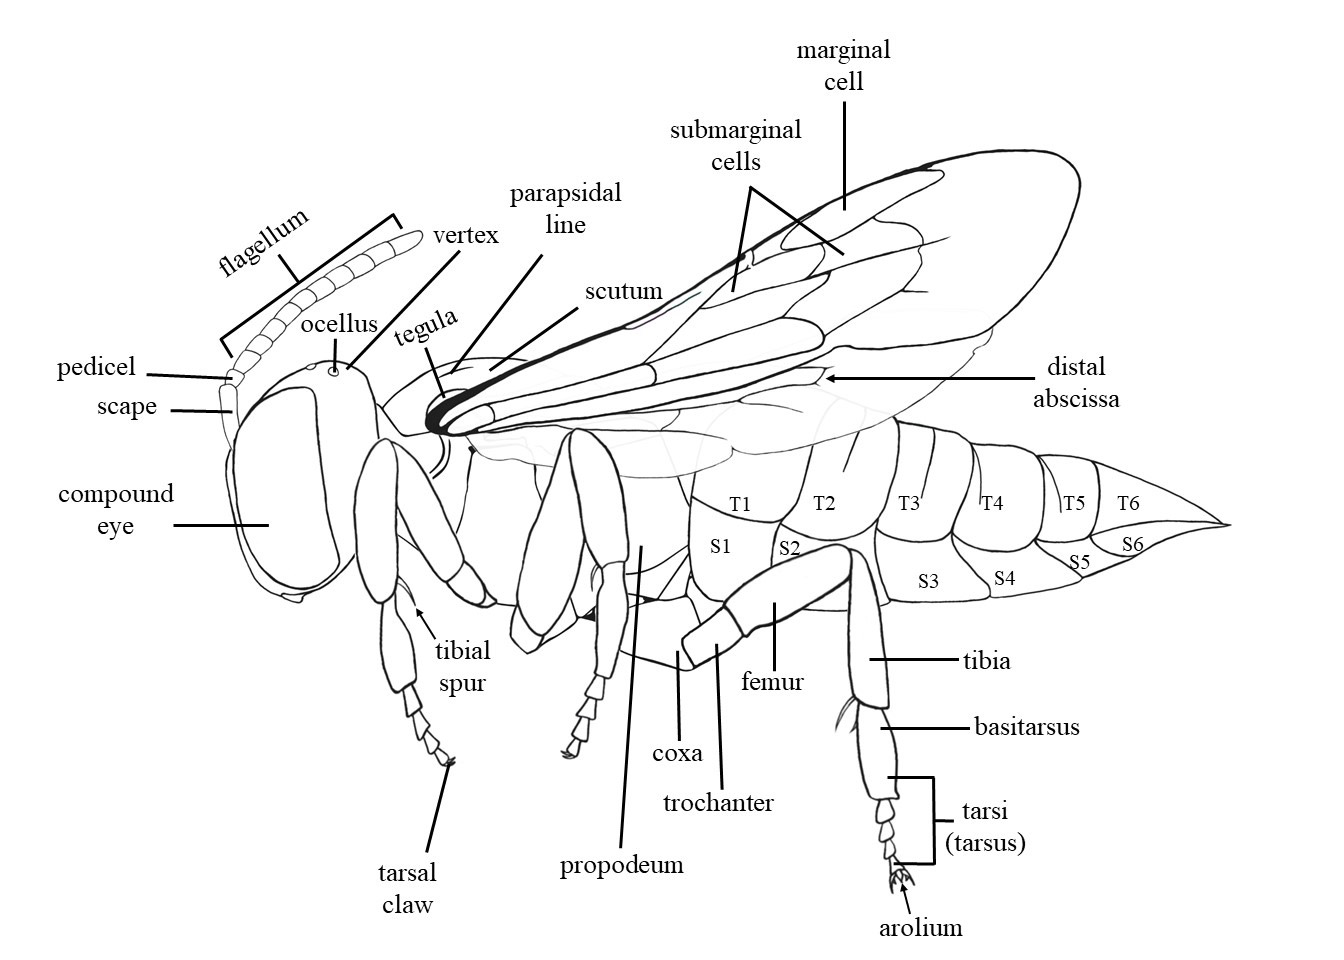 marginal
cell
submarginal
cells
parapsidal
line
flagellum
vertex
scutum
ocellus
tegula
pedicel
scape
distal
abscissa
compound
eye
T1
T2
T3
T4
T5
T6
S1
S2
S3
S4
S5
S6
tibial
spur
femur
tibia
basitarsus
coxa
trochanter
tarsi
(tarsus)
propodeum
tarsal
claw
arolium